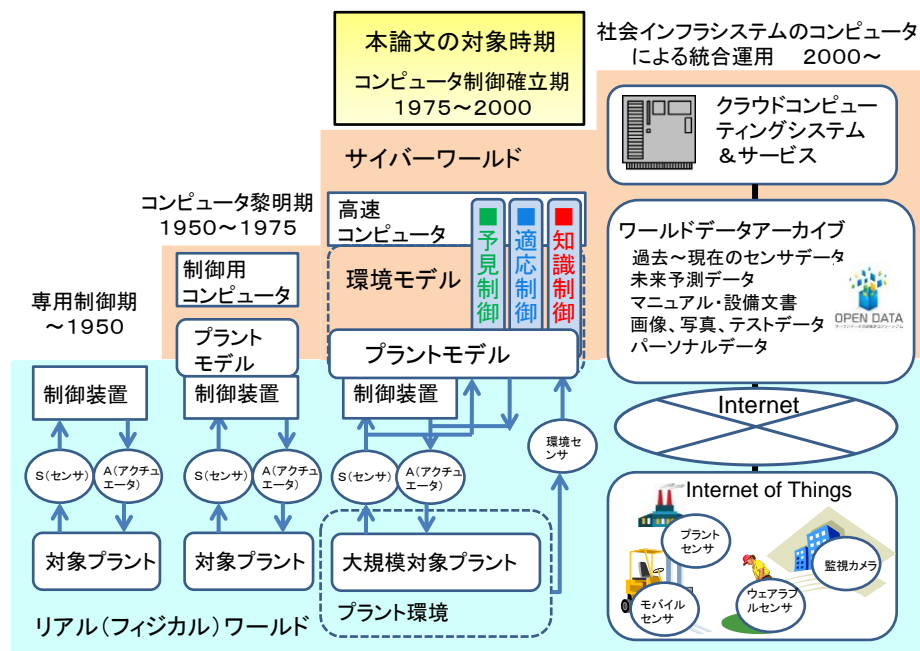 本論文の対象時期
コンピュータ制御確立期
1975～2000
社会インフラシステムのコンピュータ
による統合運用 2000～
クラウドコンピュー
ティングシステム
＆サービス
サイバーワールド
コンピュータ黎明期
1950～1975
高速
コンピュータ
■予見制御
■適応制御
■知識制御
ワールドデータアーカイブ
過去～現在のセンサデータ
未来予測データ
マニュアル・設備文書
画像、写真、テストデータ
パーソナルデータ
OPEN DATA
制御用
コンピュータ
環境モデル
専用制御期
～1950
プラント
モデル
プラントモデル
制御装置
制御装置
制御装置
Internet
環境セ
ンサ
S（センサ）
A（アクチュ
エータ）
S（センサ）
A（アクチュ
エータ）
S（センサ）
A（アクチュ
エータ）
Internet of Things
プラント
センサ
監視カメラ
ウェアラブ
ルセンサ
モバイル
センサ
対象プラント
対象プラント
大規模対象プラント
プラント環境
リアル（フィジカル）ワールド